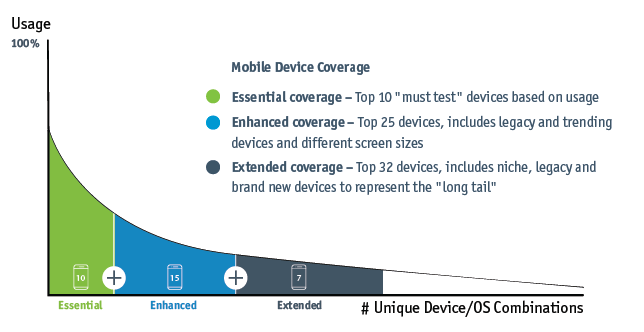 Usage
100%
Mobile Device Coverage
Essential coverage – Top 10 "must test" devices based on usage
Enhanced coverage – Top 25 devices, includes legacy and trending
devices and different screen sizes
Extended coverage – Top 32 devices, includes niche, legacy and
brand new devices to represent the "long tail"
10 + 15 + 7
Essential Enhanced Extended # Unique Device/OS Combinations